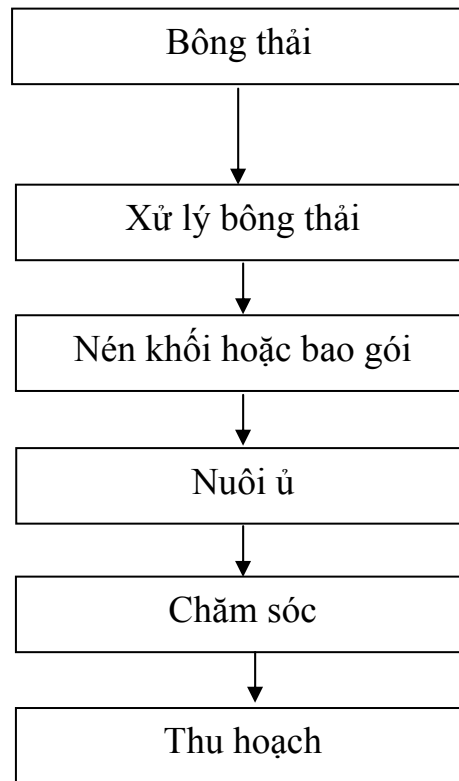 Bông thải
Xử lý bông thải
Nén khối hoặc bao gói
Nuôi ủ
Chăm sóc
Thu hoạch